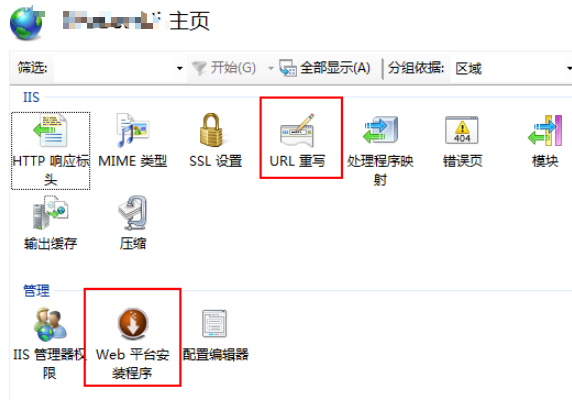 主页
筛选: 开始(G) 全部显示(A) 分组依据: 区域
IIS
HTTP 响应标头 MIME 类型 SSL 设置 URL 重写 处理程序映射 错误页 模块
404
输出缓存 压缩
管理
IIS 管理器权限 Web 平台安装程序 配置编辑器